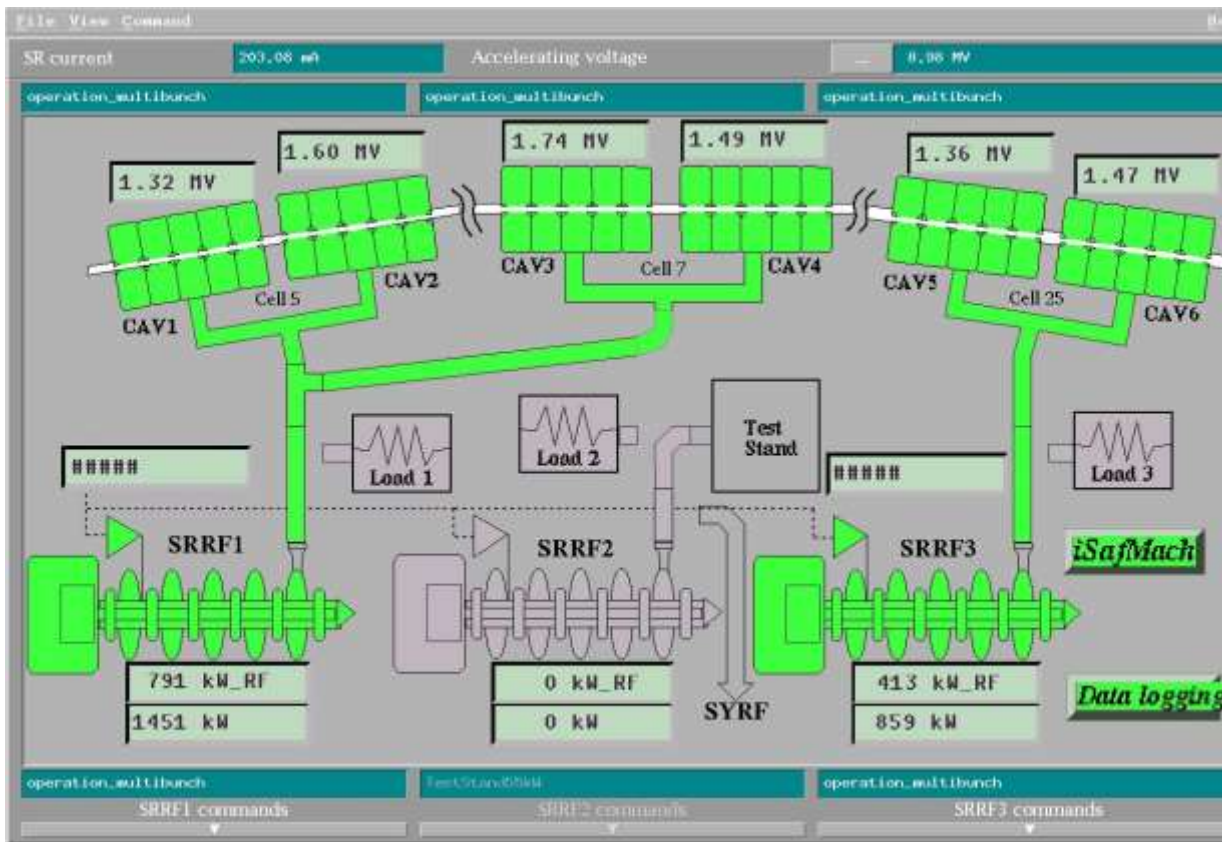 File View Command
SR current 203.08 mA Accelerating voltage ... 8.98 MV
operation_multibunch operation_multibunch operation_multibunch
1.32 MV 1.60 MV 1.74 MV 1.49 MV 1.36 MV 1.47 MV
CAV1 Cell 5 CAV2 CAV3 Cell 7 CAV4 CAV5 Cell 25 CAV6
Load 1 Load 2 Test Stand Load 3
##### #####
SRRF1 SRRF2 SRRF3
iSafMach
791 kW_RF 0 kW_RF 413 kW_RF
1451 kW 0 kW 859 kW
SYRF
Data logging
operation_multibunch operation_multibunch
SRRF1 commands SRRF2 commands SRRF3 commands